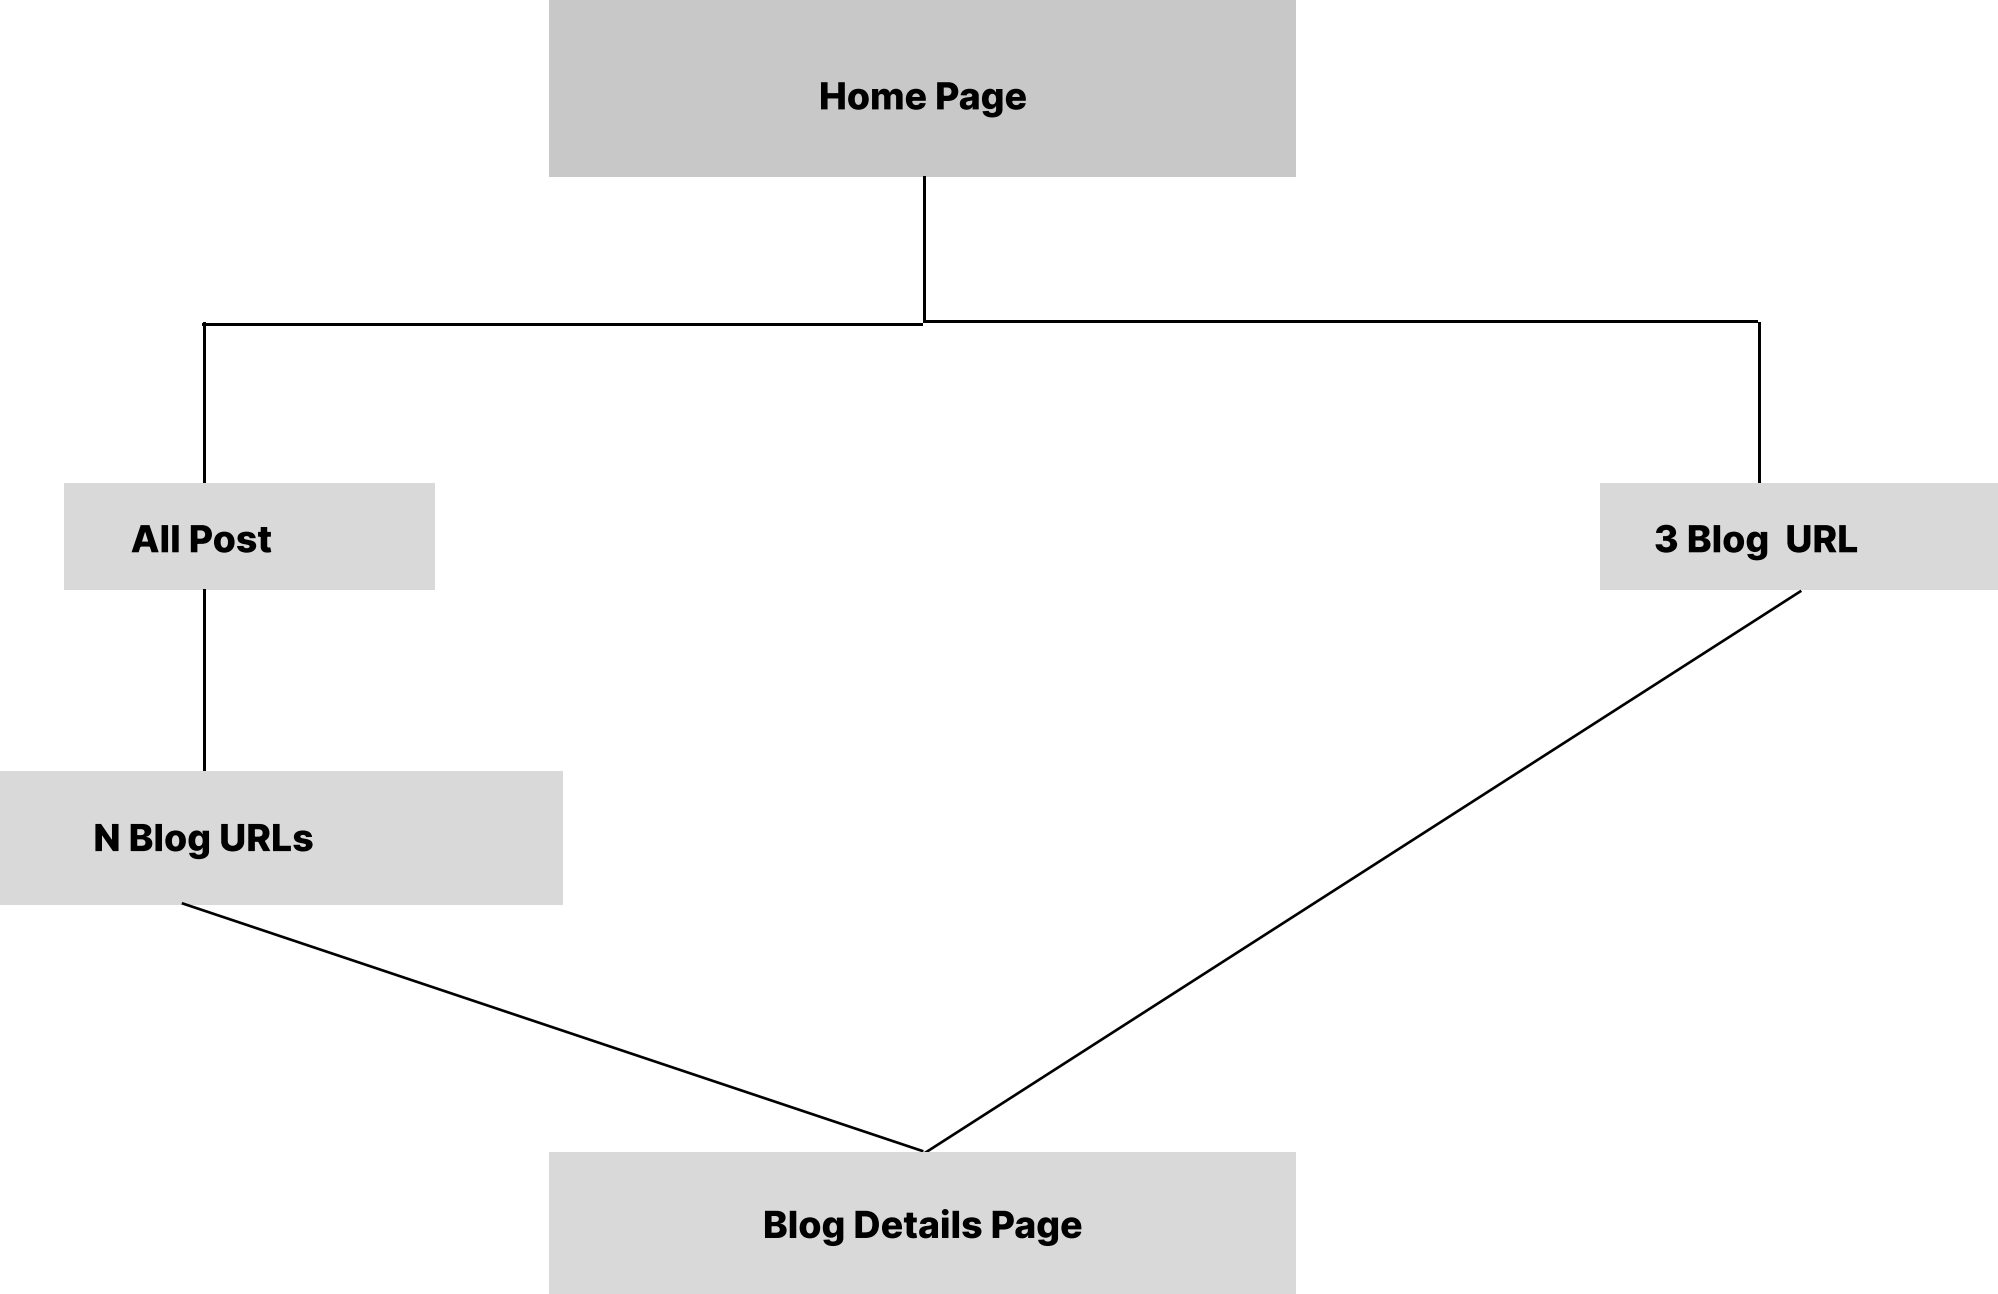 Home Page
All Post
3 Blog  URL
N Blog URLs
Blog Details Page